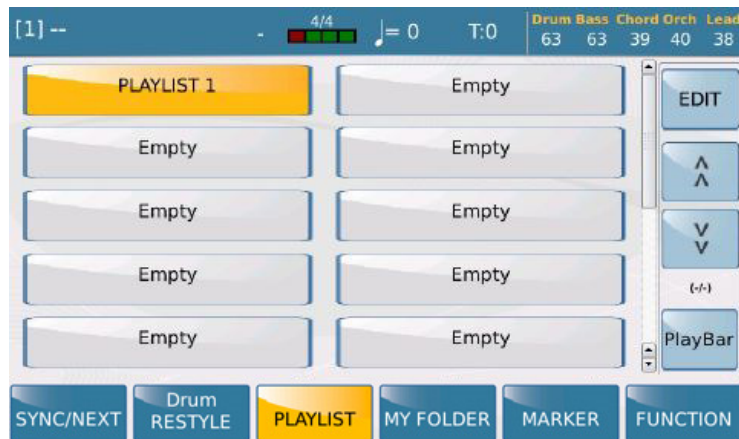 [1] --
-
4/4
♩= 0
T:0
Drum Bass Chord Orch Lead
63 63 39 40 38
PLAYLIST 1
Empty
EDIT
Empty
Empty
^
^
Empty
Empty
v
v
Empty
Empty
(-/-)
Empty
Empty
PlayBar
SYNC/NEXT
Drum
RESTYLE
PLAYLIST
MY FOLDER
MARKER
FUNCTION